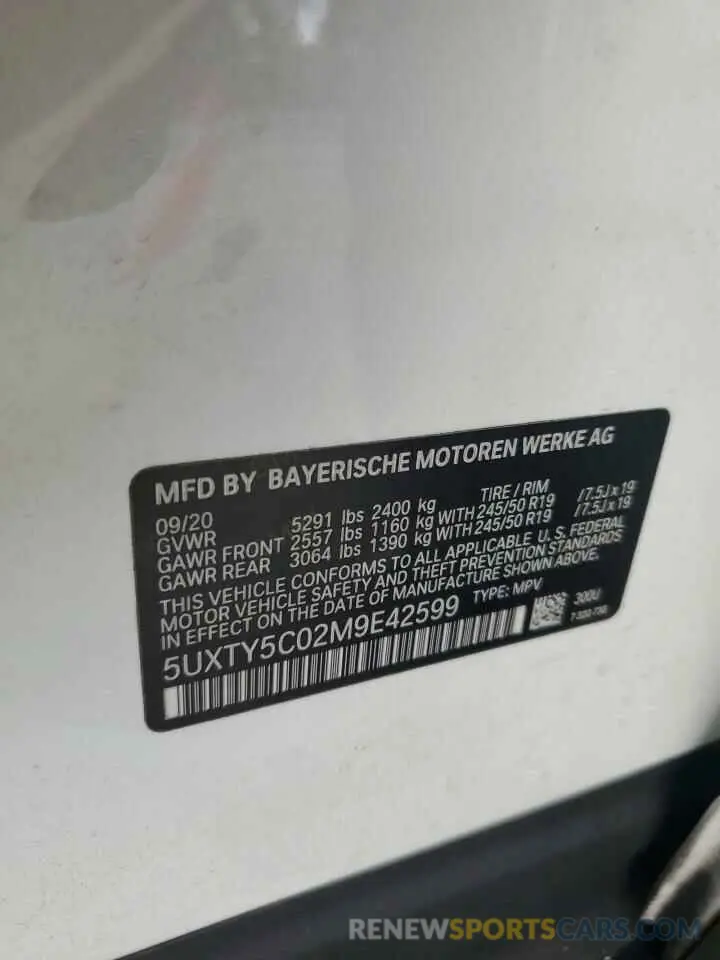 MFD BY BAYERISCHE MOTOREN WERKE AG
09/20 TIRE / RIM
GVWR 5291 lbs 2400 kg
GAWR FRONT 2557 lbs 1160 kg WITH 245/50 R19 /7.5J x 19
GAWR REAR 3064 lbs 1390 kg WITH 245/50 R19 /7.5J x 19
THIS VEHICLE CONFORMS TO ALL APPLICABLE U.S. FEDERAL
MOTOR VEHICLE SAFETY AND THEFT PREVENTION STANDARDS
IN EFFECT ON THE DATE OF MANUFACTURE SHOWN ABOVE.
5UXTY5C02M9E42599 TYPE: MPV
300U
RENEWSPORTSCARS.COM